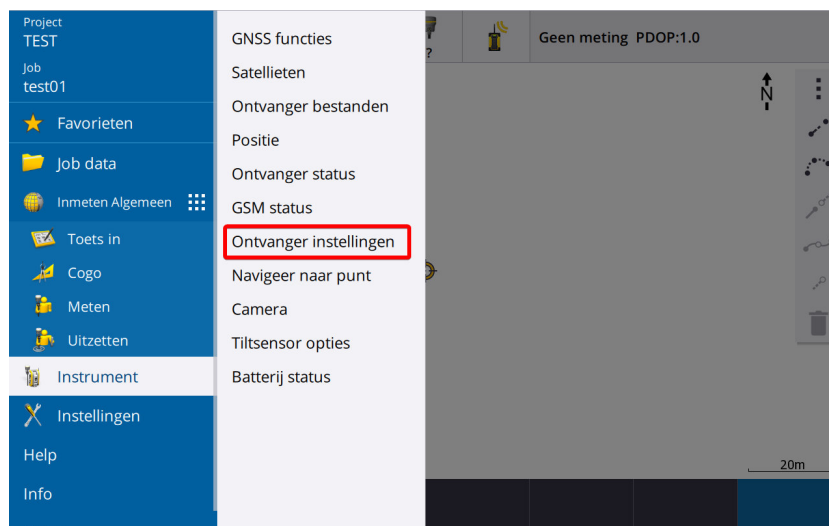 Project
TEST
Job
test01
Favorieten
Job data
Inmeten Algemeen
Toets in
Cogo
Meten
Uitzetten
Instrument
Instellingen
Help
Info
GNSS functies
Satellieten
Ontvanger bestanden
Positie
Ontvanger status
GSM status
Ontvanger instellingen
Navigeer naar punt
Camera
Tiltsensor opties
Batterij status
?
Geen meting PDOP:1.0
N
20m